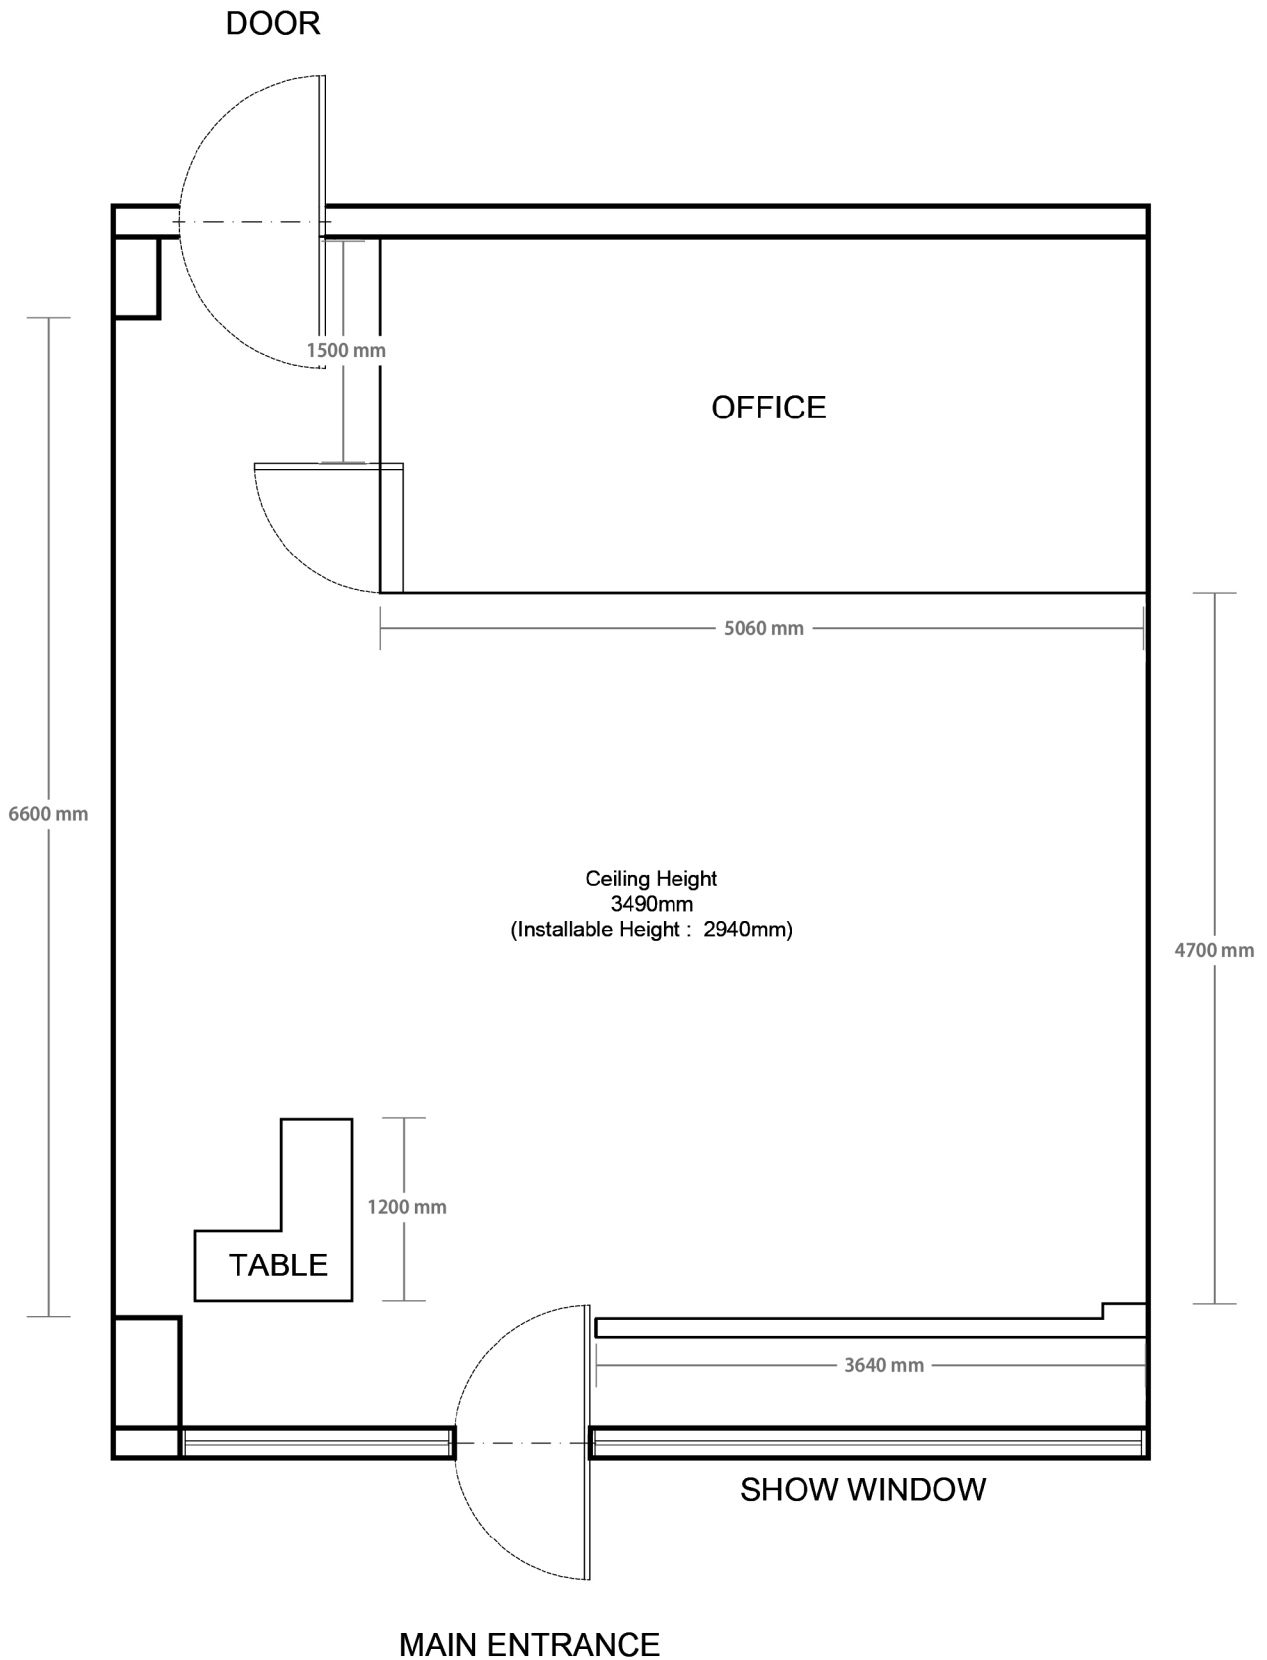 DOOR
1500 mm
OFFICE
5060 mm
6600 mm
Ceiling Height
3490mm
(Installable Height : 2940mm)
4700 mm
1200 mm
TABLE
3640 mm
SHOW WINDOW
MAIN ENTRANCE